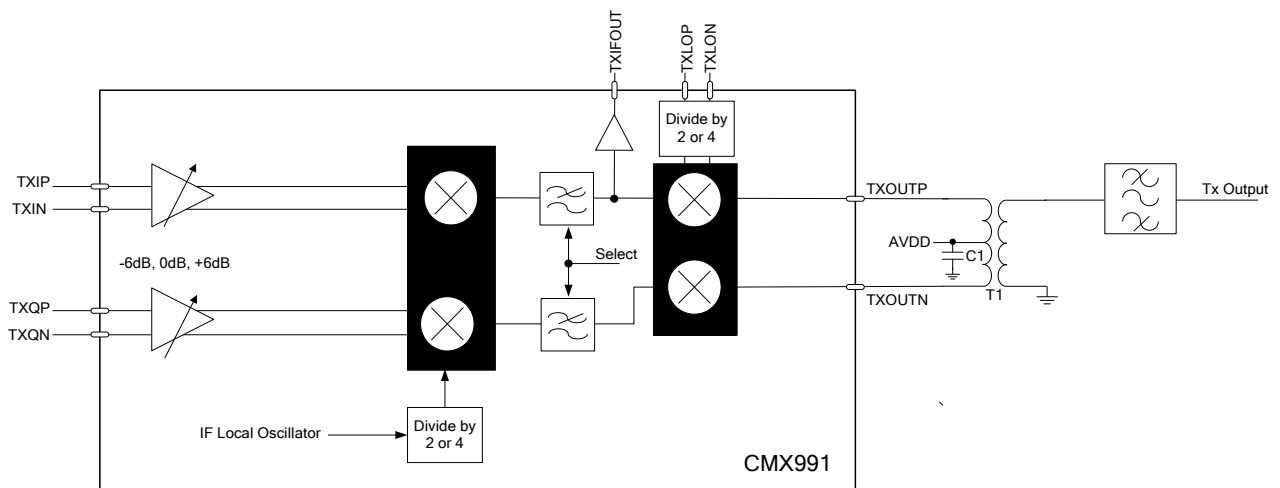 TXIFOUT
TXLOP
TXLON
Divide by
2 or 4
TXIP
TXIN
TXOUTP
Tx Output
-6dB, 0dB, +6dB
Select
AVDD
C1
TXQP
TXQN
TXOUTN
T1
IF Local Oscillator
Divide by
2 or 4
CMX991